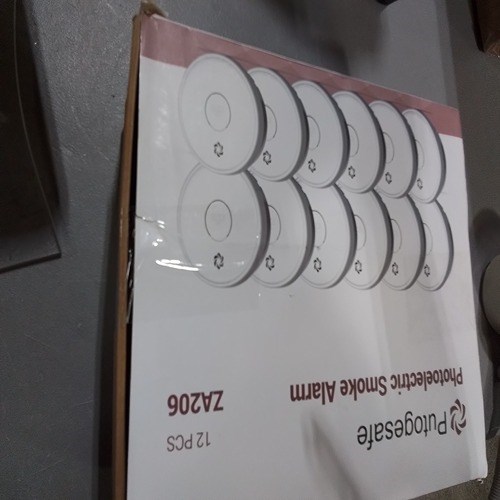 Putogesafe
12 PCS
Photoelectric Smoke Alarm
ZA206